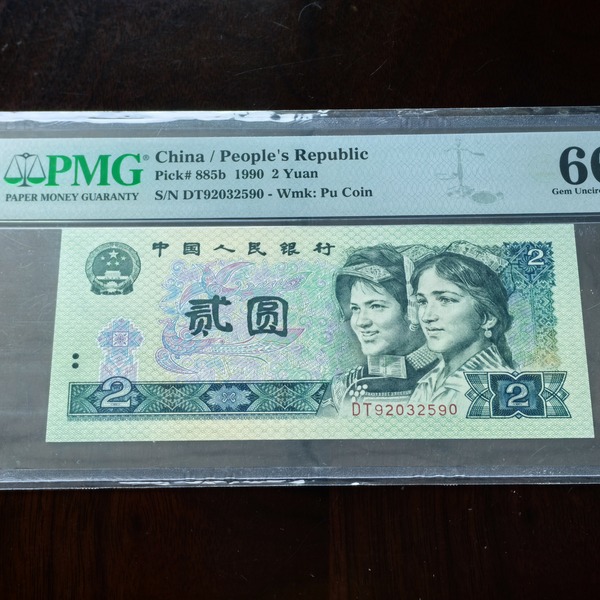 PMG®
PAPER MONEY GUARANTY
China / People's Republic
Pick# 885b 1990 2 Yuan
S/N DT92032590 - Wmk: Pu Coin
中国人民银行
贰圆
2
2
DT92032590
2